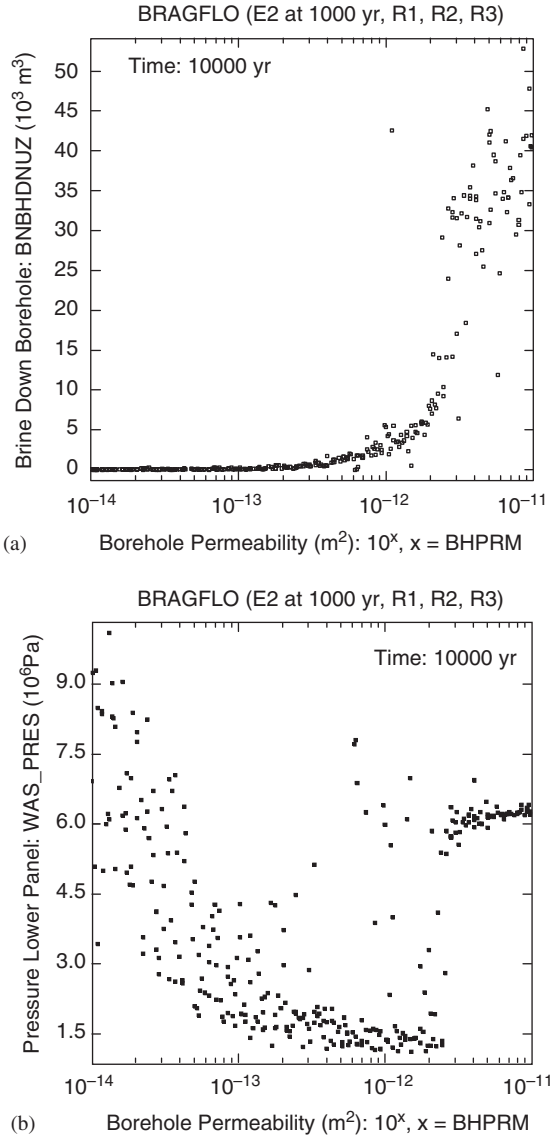 BRAGFLO (E2 at 1000 yr, R1, R2, R3)
Time: 10000 yr
Brine Down Borehole: BNBHDNUZ (10³ m³)
50
45
40
35
30
25
20
15
10
5
0
10⁻¹⁴ 10⁻¹³ 10⁻¹² 10⁻¹¹
(a) Borehole Permeability (m²): 10ˣ, x = BHPRM
BRAGFLO (E2 at 1000 yr, R1, R2, R3)
Time: 10000 yr
Pressure Lower Panel: WAS_PRES (10⁶Pa)
9.0
7.5
6.0
4.5
3.0
1.5
10⁻¹⁴ 10⁻¹³ 10⁻¹² 10⁻¹¹
(b) Borehole Permeability (m²): 10ˣ, x = BHPRM